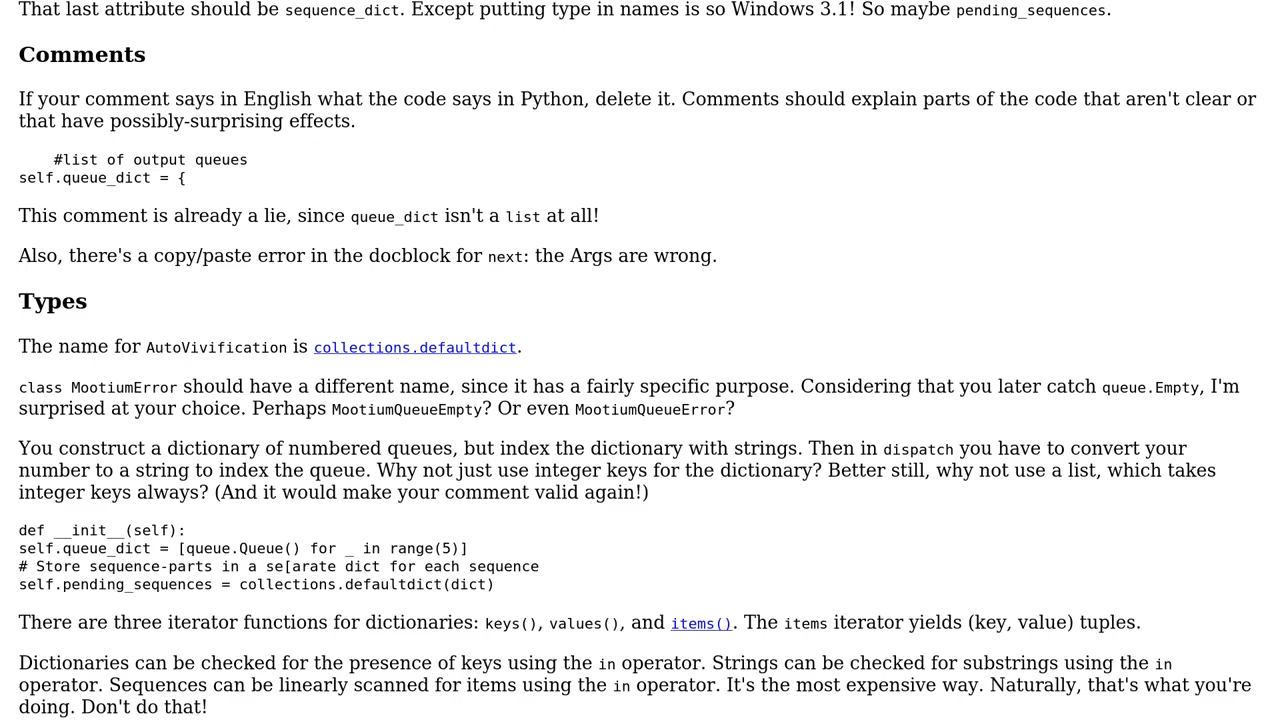 That last attribute should be sequence_dict. Except putting type in names is so Windows 3.1! So maybe pending_sequences.
Comments
If your comment says in English what the code says in Python, delete it. Comments should explain parts of the code that aren't clear or
that have possibly-surprising effects.
#list of output queues
self.queue_dict = {
This comment is already a lie, since queue_dict isn't a list at all!
Also, there's a copy/paste error in the docblock for next: the Args are wrong.
Types
The name for AutoVivification is collections.defaultdict.
class MootiumError should have a different name, since it has a fairly specific purpose. Considering that you later catch queue.Empty, I'm
surprised at your choice. Perhaps MootiumQueueEmpty? Or even MootiumQueueError?
You construct a dictionary of numbered queues, but index the dictionary with strings. Then in dispatch you have to convert your
number to a string to index the queue. Why not just use integer keys for the dictionary? Better still, why not use a list, which takes
integer keys always? (And it would make your comment valid again!)
def __init__(self):
self.queue_dict = [queue.Queue() for _ in range(5)]
# Store sequence-parts in a se[arate dict for each sequence
self.pending_sequences = collections.defaultdict(dict)
There are three iterator functions for dictionaries: keys(), values(), and items(). The items iterator yields (key, value) tuples.
Dictionaries can be checked for the presence of keys using the in operator. Strings can be checked for substrings using the in
operator. Sequences can be linearly scanned for items using the in operator. It's the most expensive way. Naturally, that's what you're
doing. Don't do that!